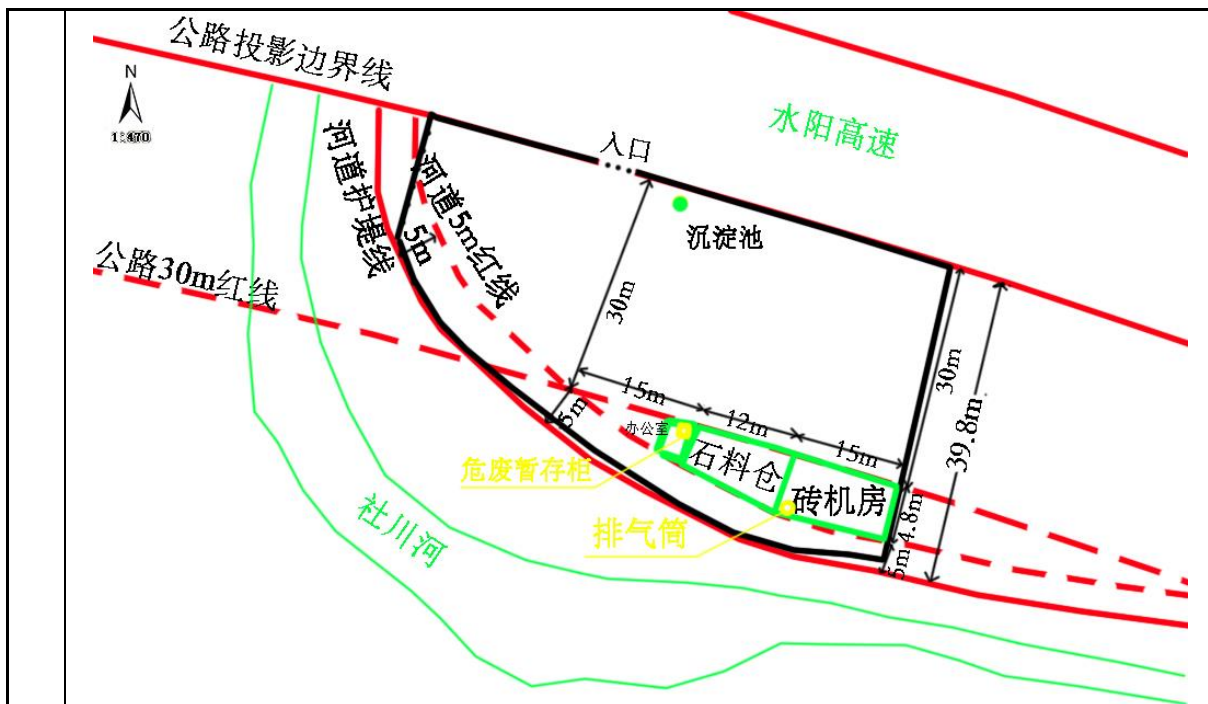 公路投影边界线
N
1:470
水阳高速
入口
河道护堤线
河道5m红线
沉淀池
5m
公路30m红线
30m
30m
39.8m
15m
12m
15m
5m
办公室
石料仓
砖机房
危废暂存柜
排气筒
4.8m
5m
社川河